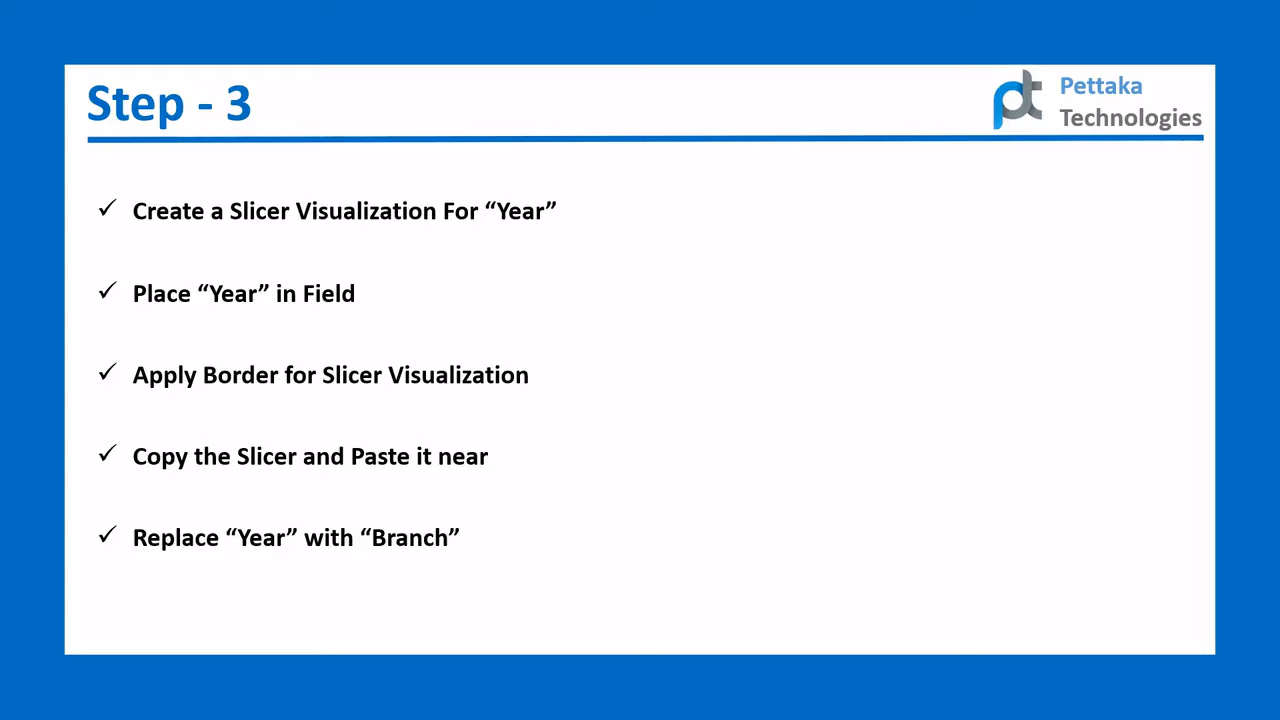 Step - 3
Pettaka
Technologies
✓ Create a Slicer Visualization For “Year”
✓ Place “Year” in Field
✓ Apply Border for Slicer Visualization
✓ Copy the Slicer and Paste it near
✓ Replace “Year” with “Branch”